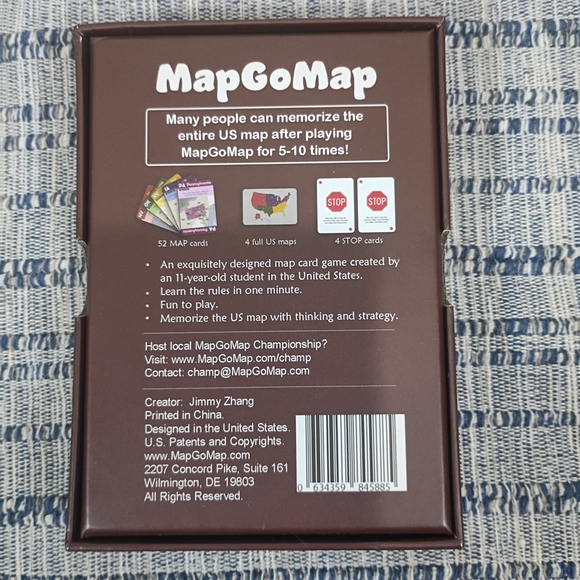 MapGoMap
Many people can memorize the
entire US map after playing
MapGoMap for 5-10 times!
PA Pennsylvania
STOP STOP
52 MAP cards 4 full US maps 4 STOP cards
• An exquisitely designed map card game created by
an 11-year-old student in the United States.
• Learn the rules in one minute.
• Fun to play.
• Memorize the US map with thinking and strategy.
Host local MapGoMap Championship?
Visit: www.MapGoMap.com/champ
Contact: champ@MapGoMap.com
Creator: Jimmy Zhang
Printed in China.
Designed in the United States.
U.S. Patents and Copyrights.
www.MapGoMap.com
2207 Concord Pike, Suite 161
Wilmington, DE 19803
All Rights Reserved.
0 634359 845885